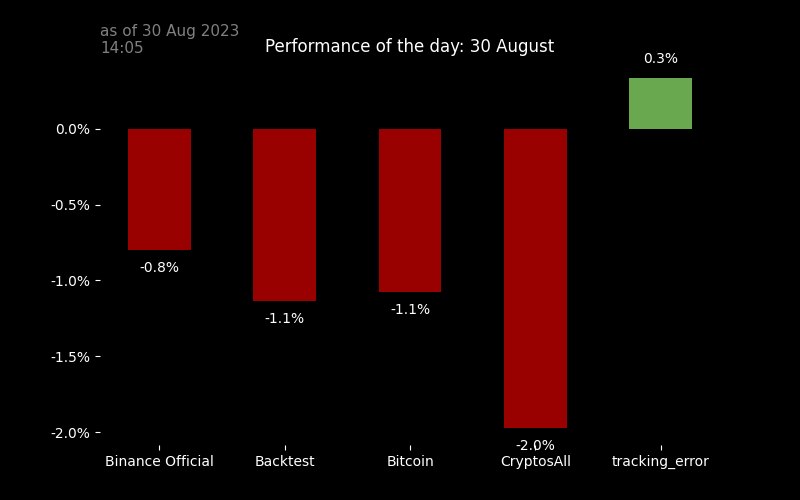 as of 30 Aug 2023
14:05
Performance of the day: 30 August
0.3%
0.0%
-0.5%
-1.0%
-1.5%
-2.0%
-0.8%
-1.1%
-1.1%
-2.0%
Binance Official
Backtest
Bitcoin
CryptosAll
tracking_error